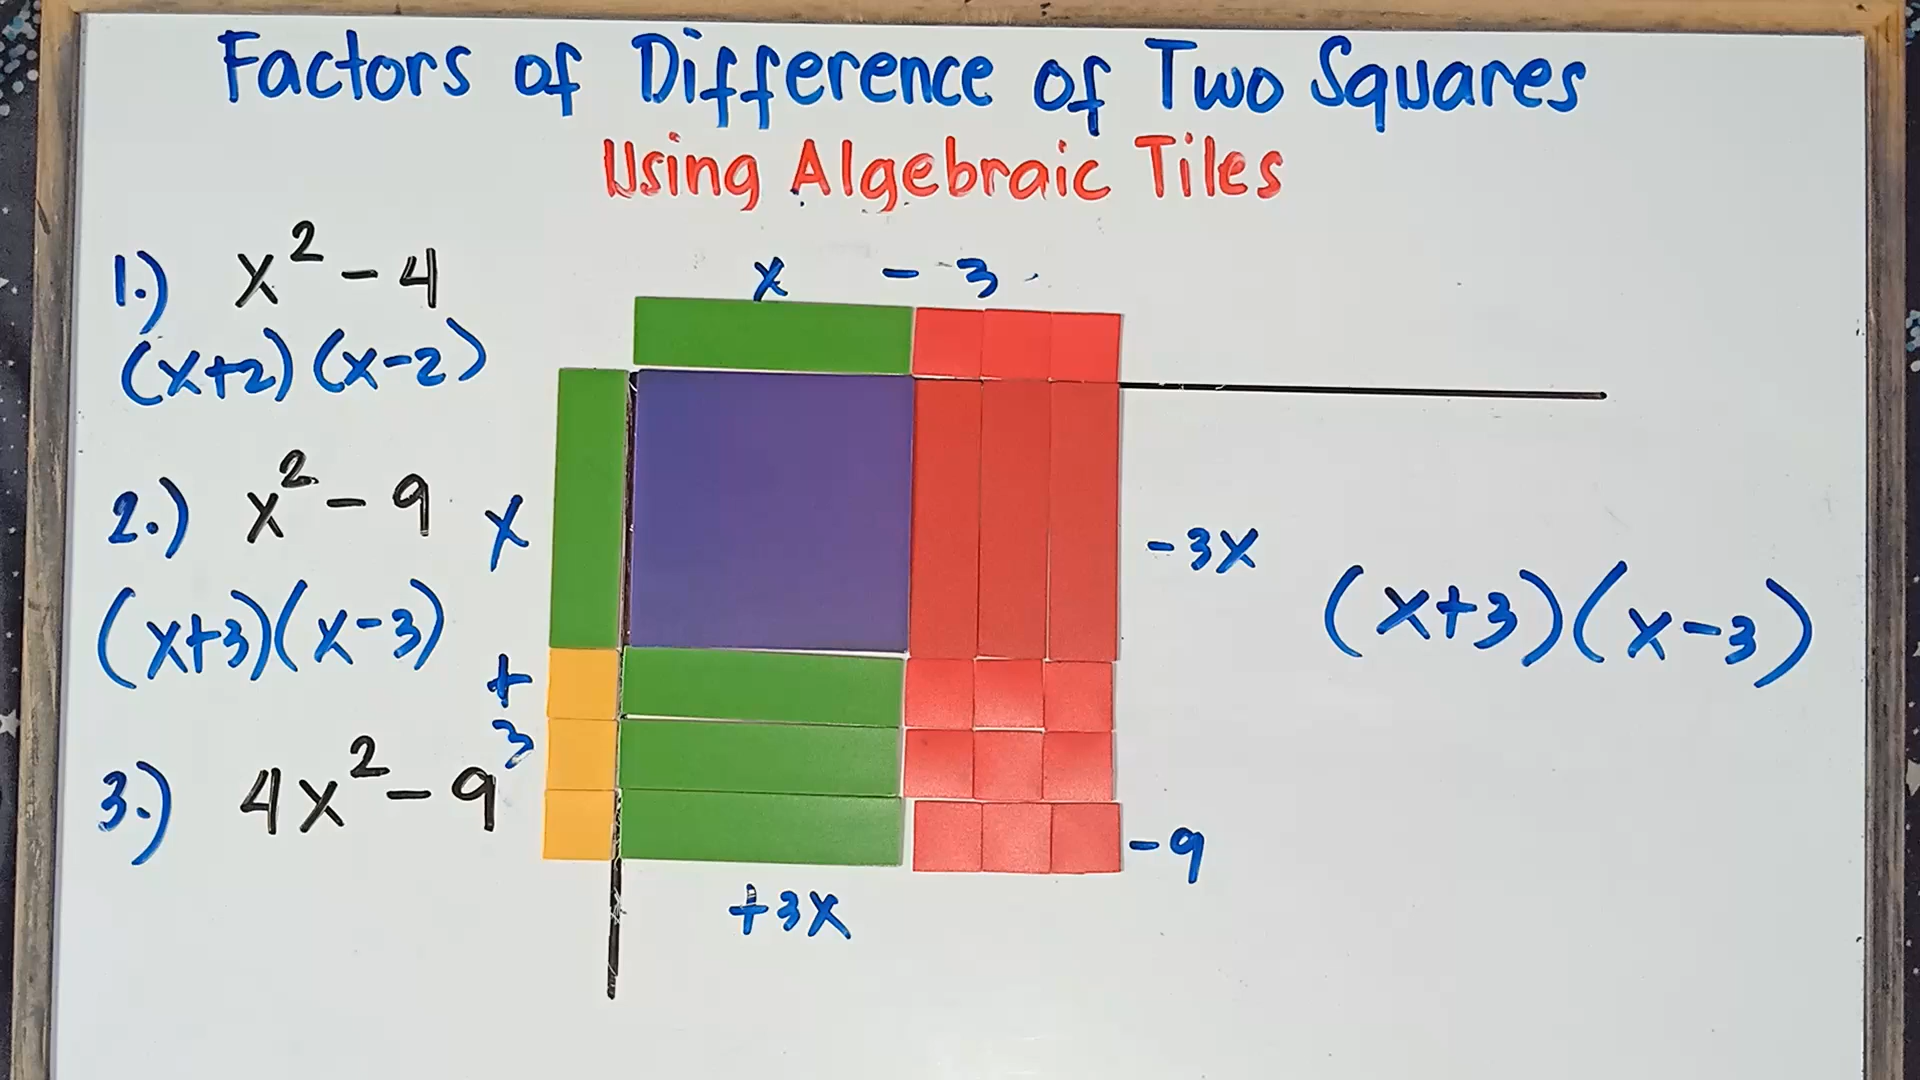 Factors of Difference of Two Squares
Using Algebraic Tiles
1.) x² - 4
(x+2)(x-2)
2.) x² - 9
(x+3)(x-3)
3.) 4x² - 9
x - 3
x
+
3
-3x
-9
+3x
(x+3)(x-3)